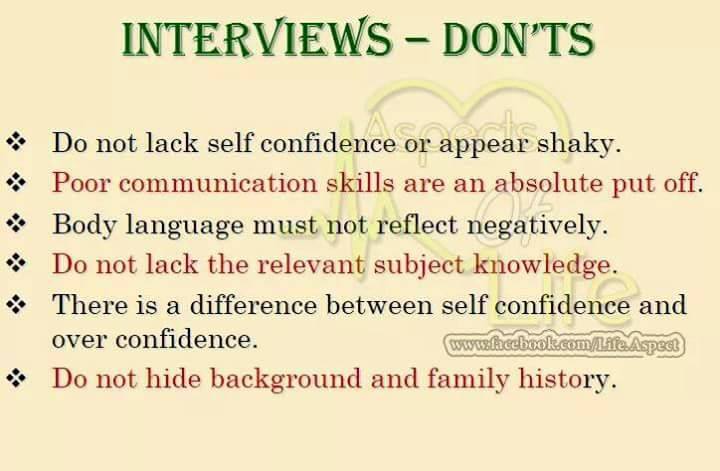 INTERVIEWS – DON'TS
❖ Do not lack self confidence or appear shaky.
❖ Poor communication skills are an absolute put off.
❖ Body language must not reflect negatively.
❖ Do not lack the relevant subject knowledge.
❖ There is a difference between self confidence and
over confidence.
❖ Do not hide background and family history.
Aspects
Of
Life
www.facebook.com/Life.Aspect